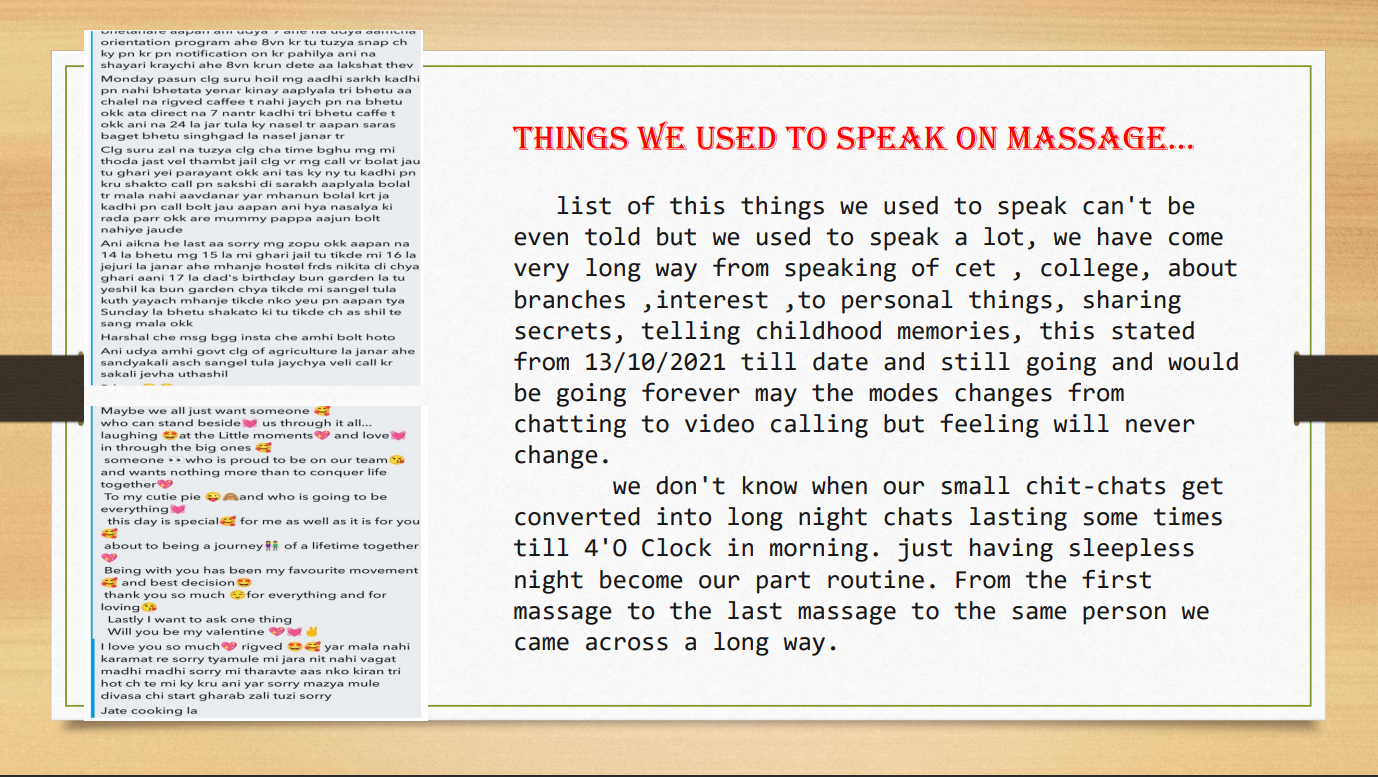 bhetanare aapan ani udya 7 ahe na udya aamcha
orientation program ahe 8vn kr tu tuzya snap ch
ky pn kr pn notification on kr pahilya ani na
shayari kraychi ahe 8vn krun dete aa lakshat thev
Monday pasun clg suru hoil mg aadhi sarkh kadhi
pn nahi bhetata yenar kinay aaplyala tri bhetu aa
chalel na rigved caffee t nahi jaych pn na bhetu
okk ata direct na 7 nantr kadhi tri bhetu caffe t
okk ani na 24 la jar tula ky nasel tr aapan saras
baget bhetu singhgad la nasel janar tr
Clg suru zal na tuzya clg cha time bghu mg mi
thoda jast vel thambt jail clg vr mg call vr bolat jau
tu ghari yei parayant okk ani tas ky ny tu kadhi pn
kru shakto call pn sakshi di sarakh aaplyala bolal
tr mala nahi aavdanar yar mhanun bolal krt ja
kadhi pn call bolt jau aapan ani hya nasalya ki
rada parr okk are mummy pappa aajun bolt
nahiye jaude
Ani aikna he last aa sorry mg zopu okk aapan na
14 la bhetu mg 15 la mi ghari jail tu tikde mi 16 la
jejuri la janar ahe mhanje hostel frds nikita di chya
ghari aani 17 la dad's birthday bun garden la tu
yeshil ka bun garden chya tikde mi sangel tula
kuth yayach mhanje tikde nko yeu pn aapan tya
Sunday la bhetu shakato ki tu tikde ch as shil te
sang mala okk
Harshal che msg bgg insta che amhi bolt hoto
Ani udya amhi govt clg of agriculture la janar ahe
sandyakali asch sangel tula jaychya veli call kr
sakali jevha uthashil
Maybe we all just want someone 🥰
who can stand beside💓 us through it all...
laughing 🤩at the Little moments💖 and love💓
in through the big ones 🥰
someone 👀 who is proud to be on our team😘
and wants nothing more than to conquer life
together💖
To my cutie pie 😜🙈and who is going to be
everything💓
this day is special🥰 for me as well as it is for you
🥰
about to being a journey👫 of a lifetime together
💖
Being with you has been my favourite movement
🥰 and best decision🤩
thank you so much 😌for everything and for
loving😘
Lastly I want to ask one thing
Will you be my valentine 💖💓✌
I love you so much💖 rigved 🤩🥰 yar mala nahi
karamat re sorry tyamule mi jara nit nahi vagat
madhi madhi sorry mi tharavte aas nko kiran tri
hot ch te mi ky kru ani yar sorry mazya mule
divasa chi start gharab zali tuzi sorry
Jate cooking la
THINGS WE USED TO SPEAK ON MASSAGE...
list of this things we used to speak can't be
even told but we used to speak a lot, we have come
very long way from speaking of cet , college, about
branches ,interest ,to personal things, sharing
secrets, telling childhood memories, this stated
from 13/10/2021 till date and still going and would
be going forever may the modes changes from
chatting to video calling but feeling will never
change.
we don't know when our small chit-chats get
converted into long night chats lasting some times
till 4'O Clock in morning. just having sleepless
night become our part routine. From the first
massage to the last massage to the same person we
came across a long way.